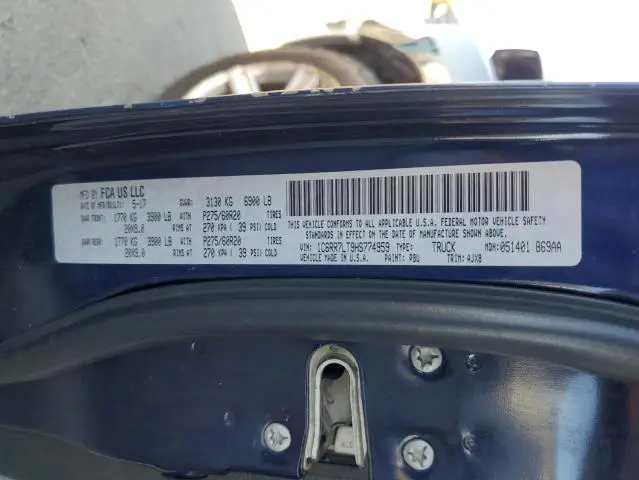 MFD BY: FCA US LLC
DATE OF MFR/BUILT: 5-17
GVWR: 3130 KG 6900 LB
GAWR FRONT: 1770 KG 3900 LB WITH P275/60R20 TIRES
20X9.0 RIMS AT 270 KPA ( 39 PSI) COLD
GAWR REAR: 1770 KG 3900 LB WITH P275/60R20 TIRES
20X9.0 RIMS AT 270 KPA ( 39 PSI) COLD
THIS VEHICLE CONFORMS TO ALL APPLICABLE U.S.A. FEDERAL MOTOR VEHICLE SAFETY
STANDARDS IN EFFECT ON THE DATE OF MANUFACTURE SHOWN ABOVE.
VIN: 1C6RR7LT9HS774959 TYPE: TRUCK MDH: 051401 869AA
VEHICLE MADE IN U.S.A. PAINT: PBU TRIM: AJX8